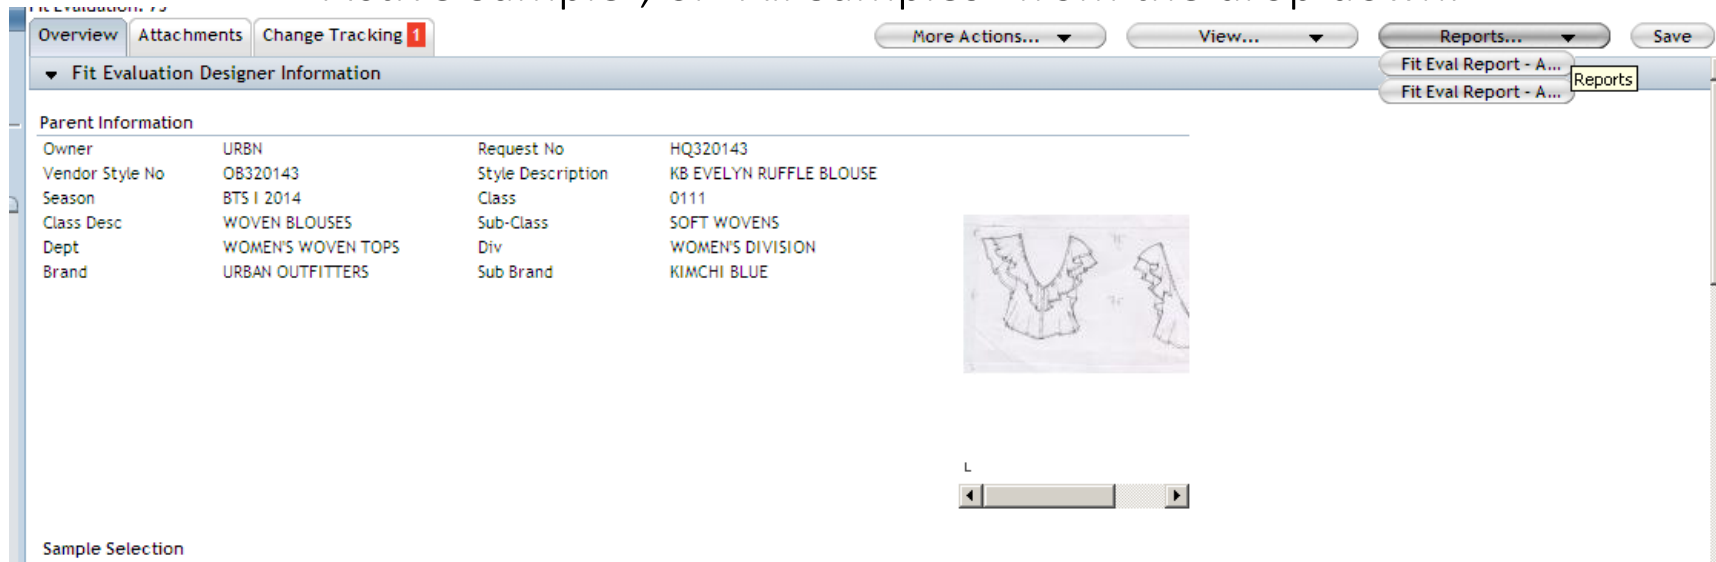 Overview Attachments Change Tracking 1 More Actions... View... Reports... Save
Fit Evaluation Designer Information Fit Eval Report - A...
Reports
Fit Eval Report - A...
Parent Information
Owner URBN Request No HQ320143
Vendor Style No OB320143 Style Description KB EVELYN RUFFLE BLOUSE
Season BTS I 2014 Class 0111
Class Desc WOVEN BLOUSES Sub-Class SOFT WOVENS
Dept WOMEN'S WOVEN TOPS Div WOMEN'S DIVISION
Brand URBAN OUTFITTERS Sub Brand KIMCHI BLUE
L
Sample Selection